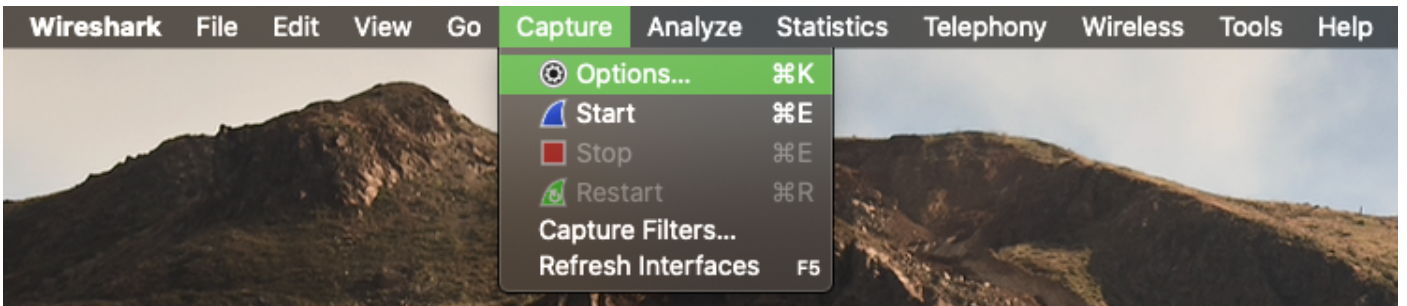 Wireshark File Edit View Go Capture Analyze Statistics Telephony Wireless Tools Help
Options... ⌘K
Start ⌘E
Stop ⌘E
Restart ⌘R
Capture Filters...
Refresh Interfaces F5